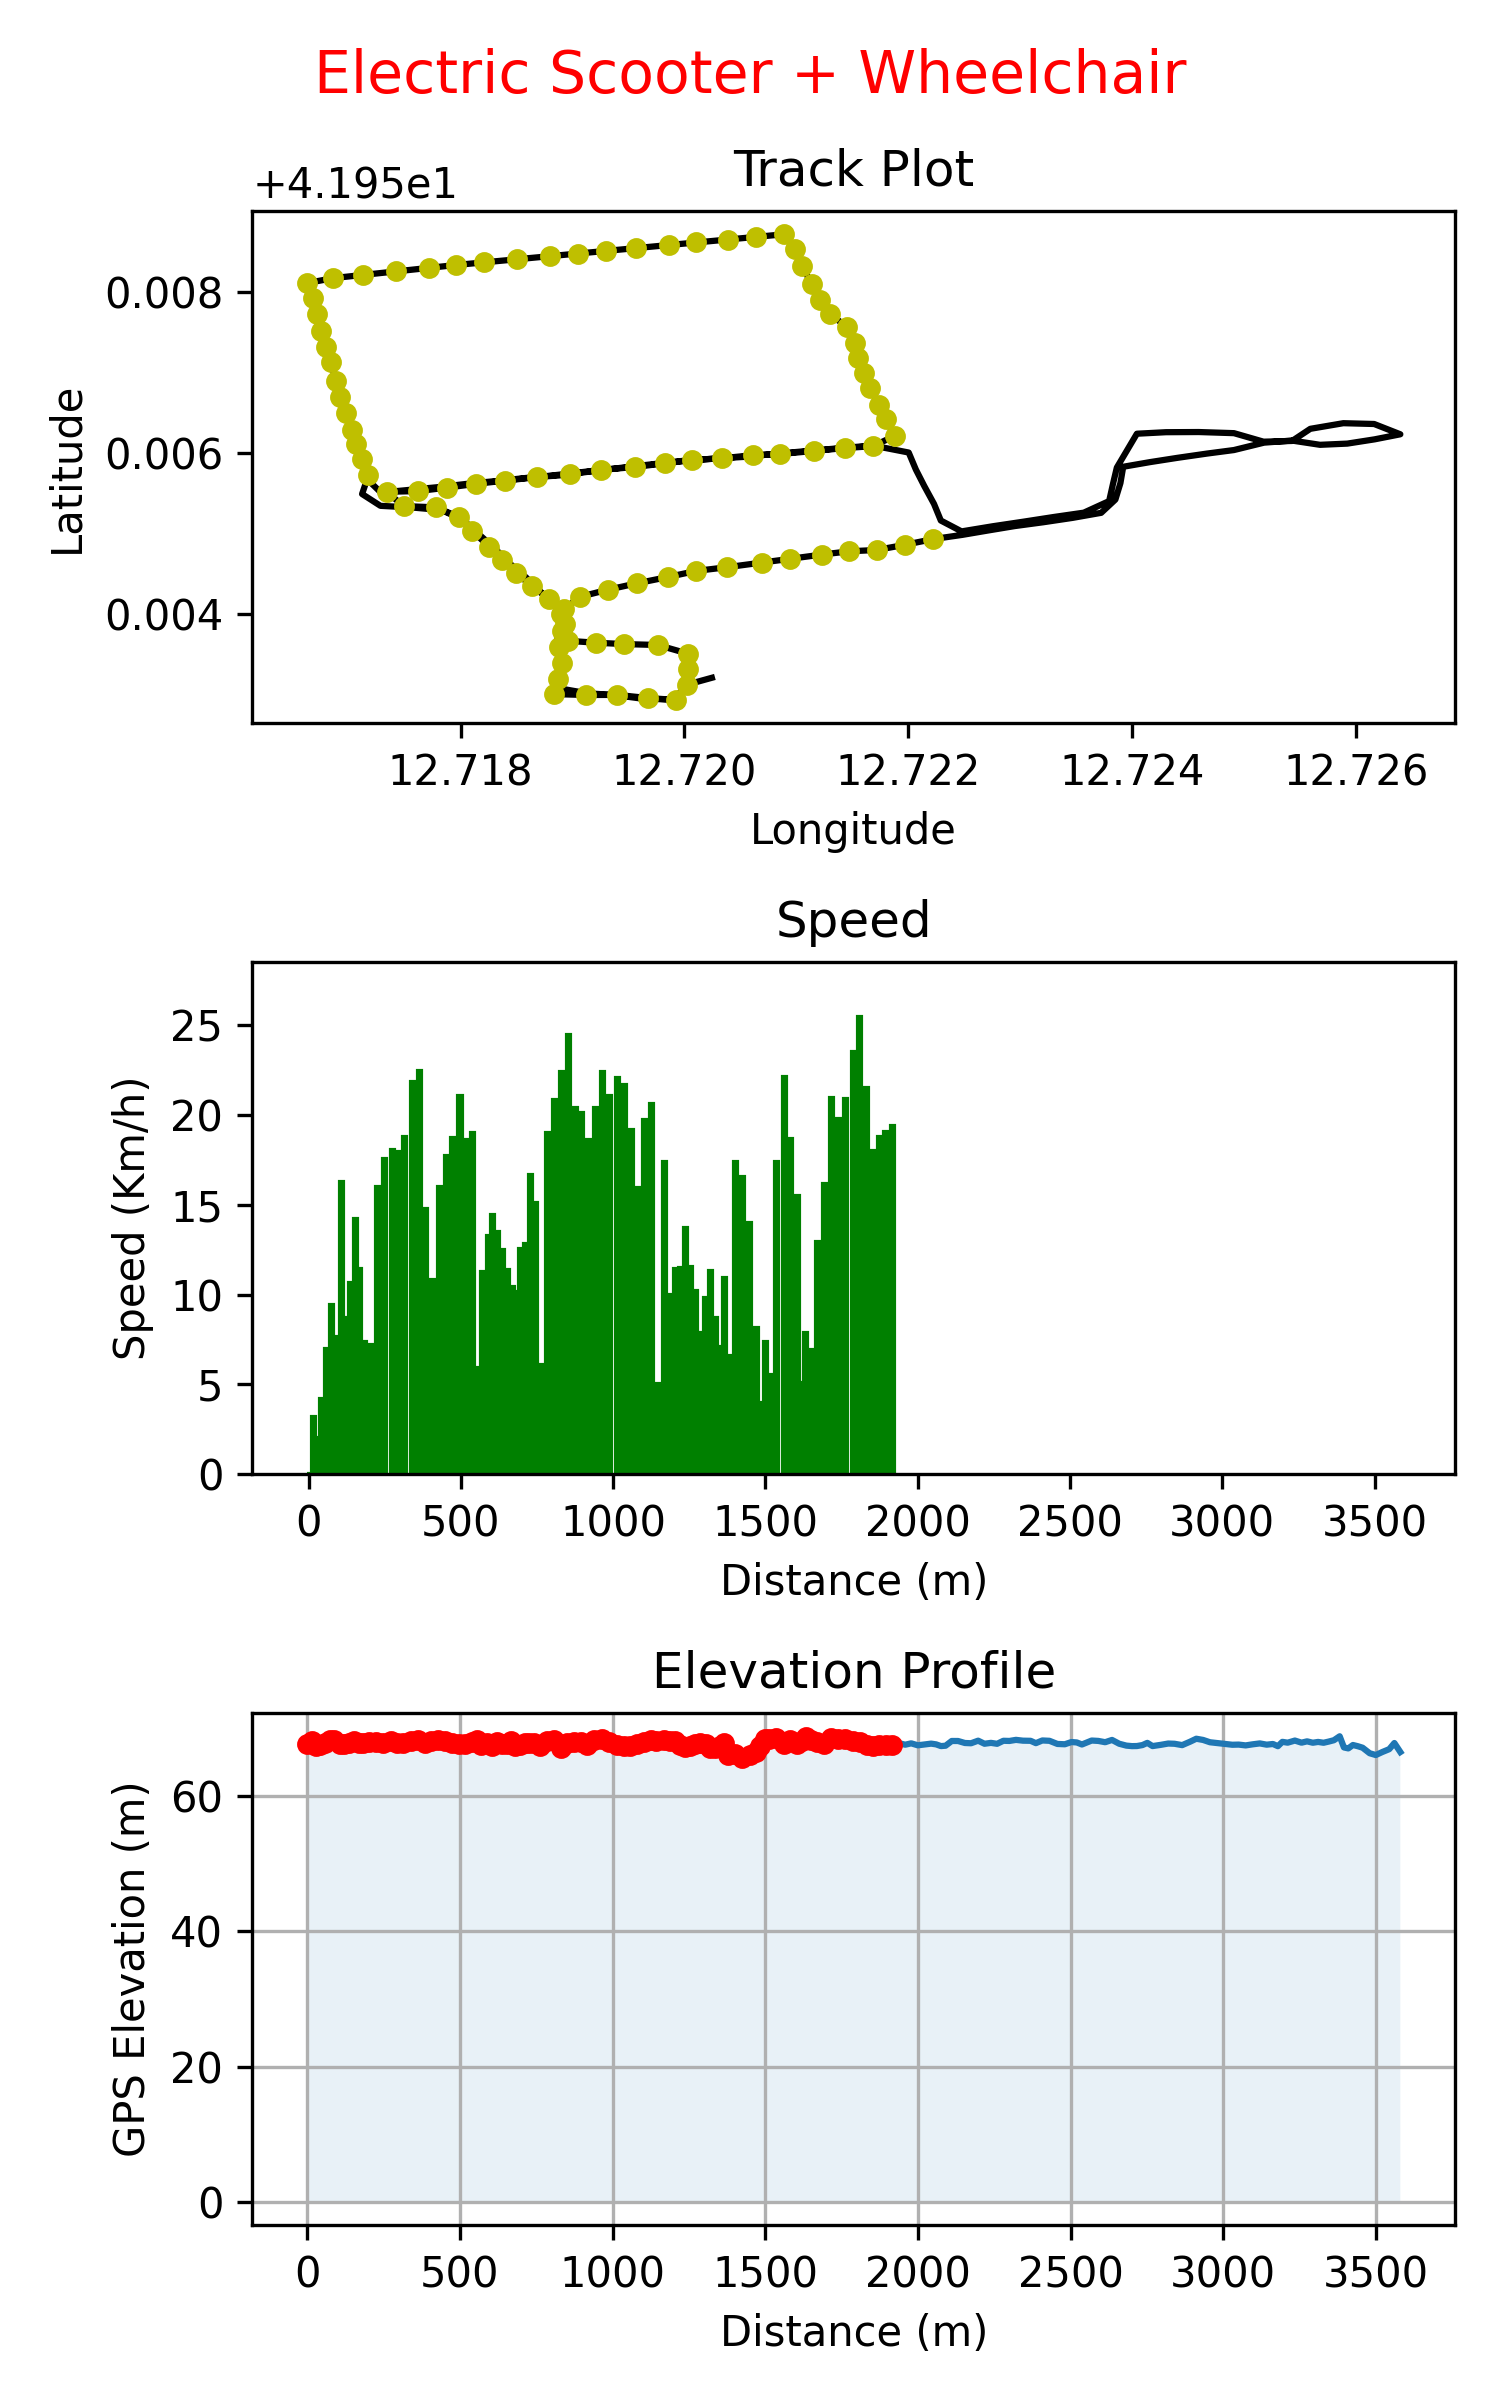 Electric Scooter + Wheelchair
Track Plot
+4.195e1
0.008
0.006
0.004
Latitude
12.718 12.720 12.722 12.724 12.726
Longitude
Speed
25
20
15
10
5
0
Speed (Km/h)
0 500 1000 1500 2000 2500 3000 3500
Distance (m)
Elevation Profile
60
40
20
0
GPS Elevation (m)
0 500 1000 1500 2000 2500 3000 3500
Distance (m)